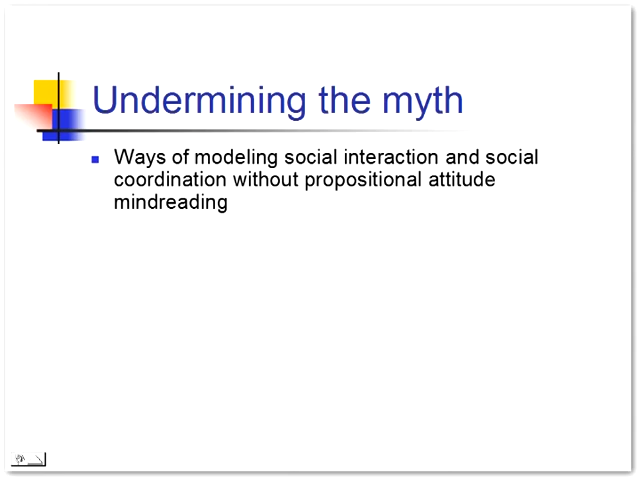 Undermining the myth
Ways of modeling social interaction and social
coordination without propositional attitude
mindreading